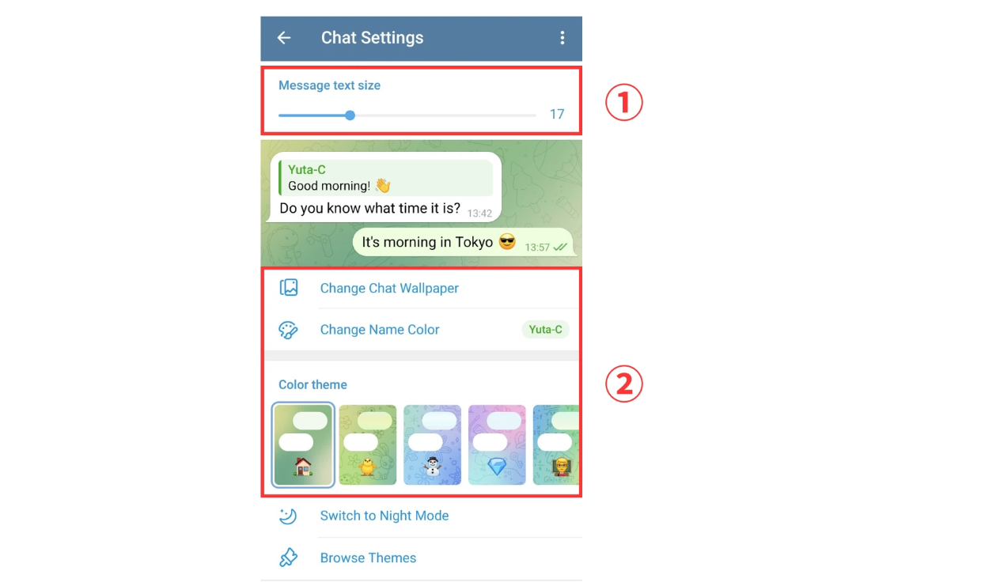 Chat Settings
Message text size
17
①
Yuta-C
Good morning! 👋
Do you know what time it is? 13:42
It's morning in Tokyo 😎 13:57
Change Chat Wallpaper
Change Name Color Yuta-C
②
Color theme
Switch to Night Mode
Browse Themes